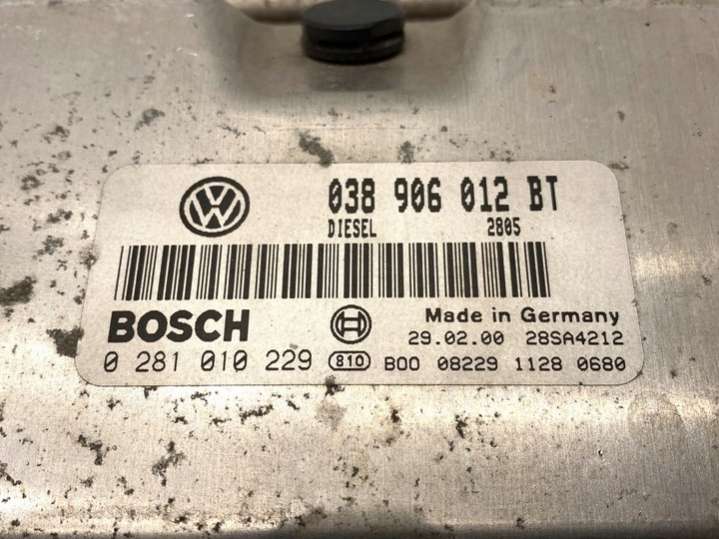 038 906 012 BT
DIESEL 2805
BOSCH
Made in Germany
29.02.00 28SA4212
0 281 010 229 810 B00 08229 1128 0680